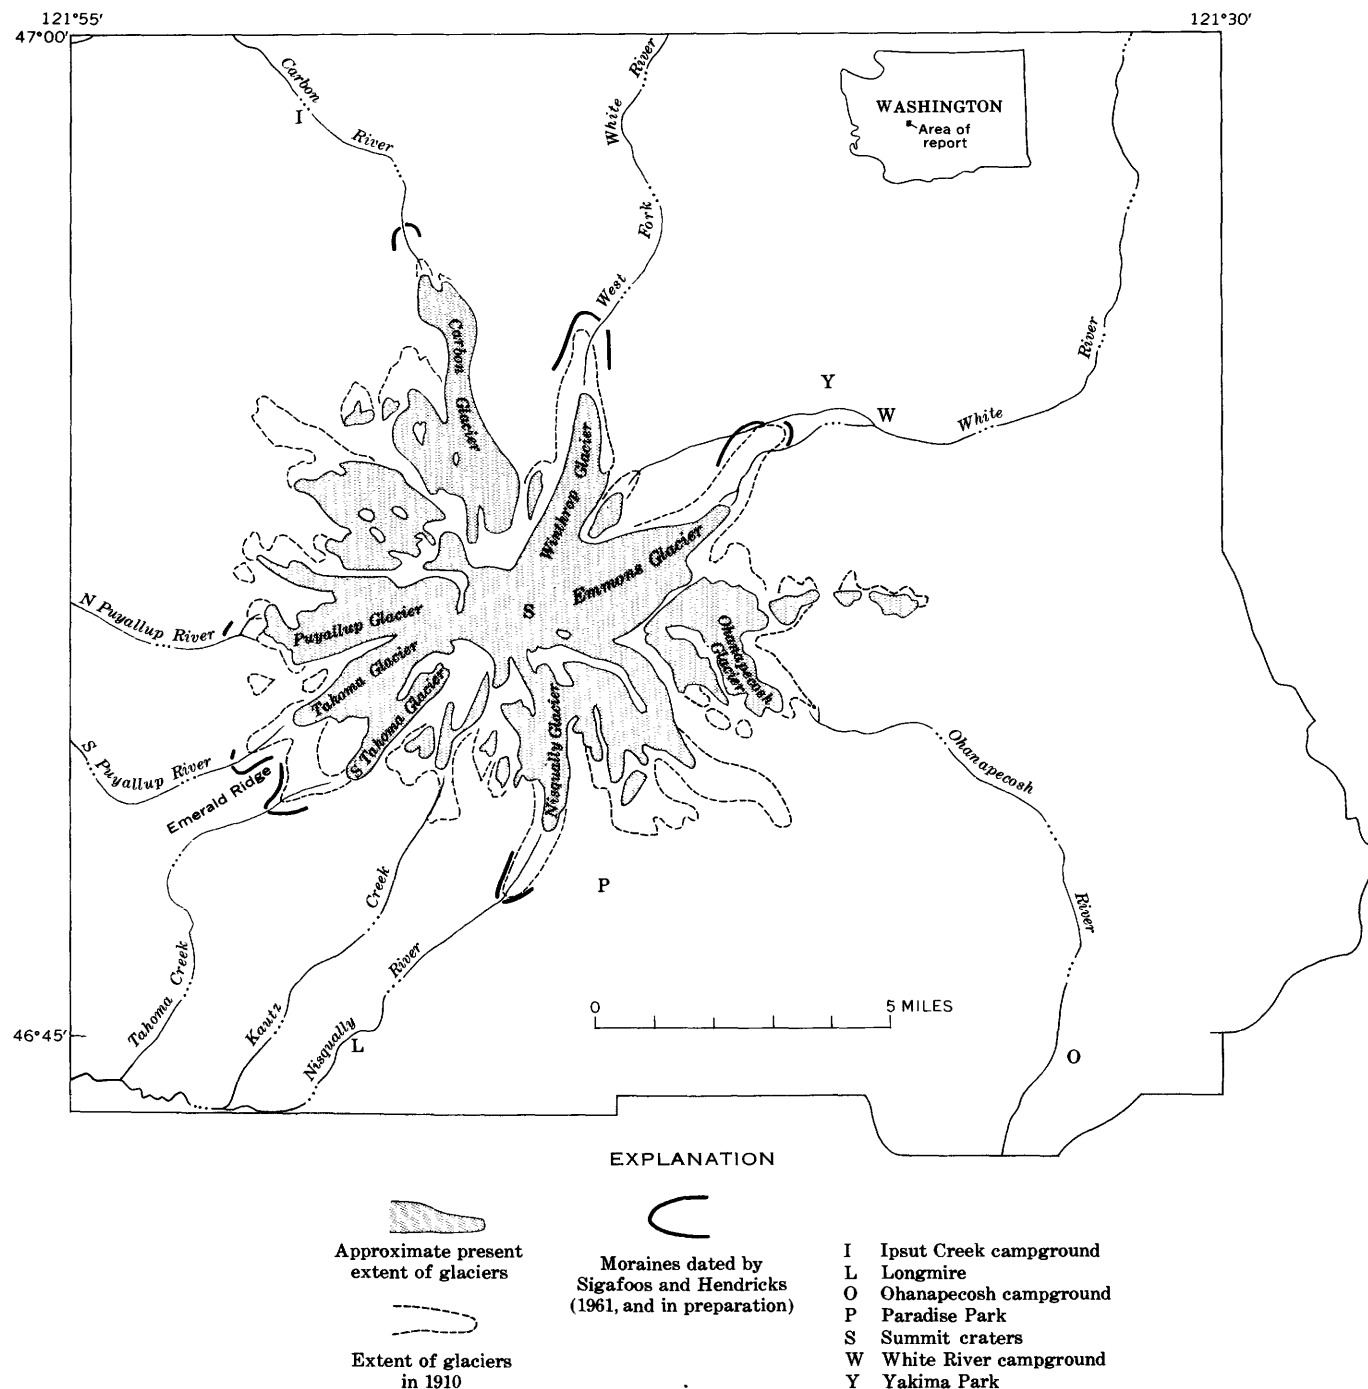 121°55′
121°30′
47°00′
Carbon
River
I
White
River
Fork
West
WASHINGTON
Area of
report
River
Y
W
White
Carbon
Glacier
Winthrop Glacier
Emmons Glacier
S
N Puyallup River
Puyallup Glacier
Tahoma Glacier
S Tahoma Glacier
Ohanapecosh
Glacier
Nisqually Glacier
S Puyallup River
Emerald Ridge
Ohanapecosh
River
P
Creek
River
Tahoma Creek
Kautz
Nisqually
L
0
5 MILES
46°45′
O
EXPLANATION
Approximate present
extent of glaciers
Extent of glaciers
in 1910
Moraines dated by
Sigafoos and Hendricks
(1961, and in preparation)
I Ipsut Creek campground
L Longmire
O Ohanapecosh campground
P Paradise Park
S Summit craters
W White River campground
Y Yakima Park